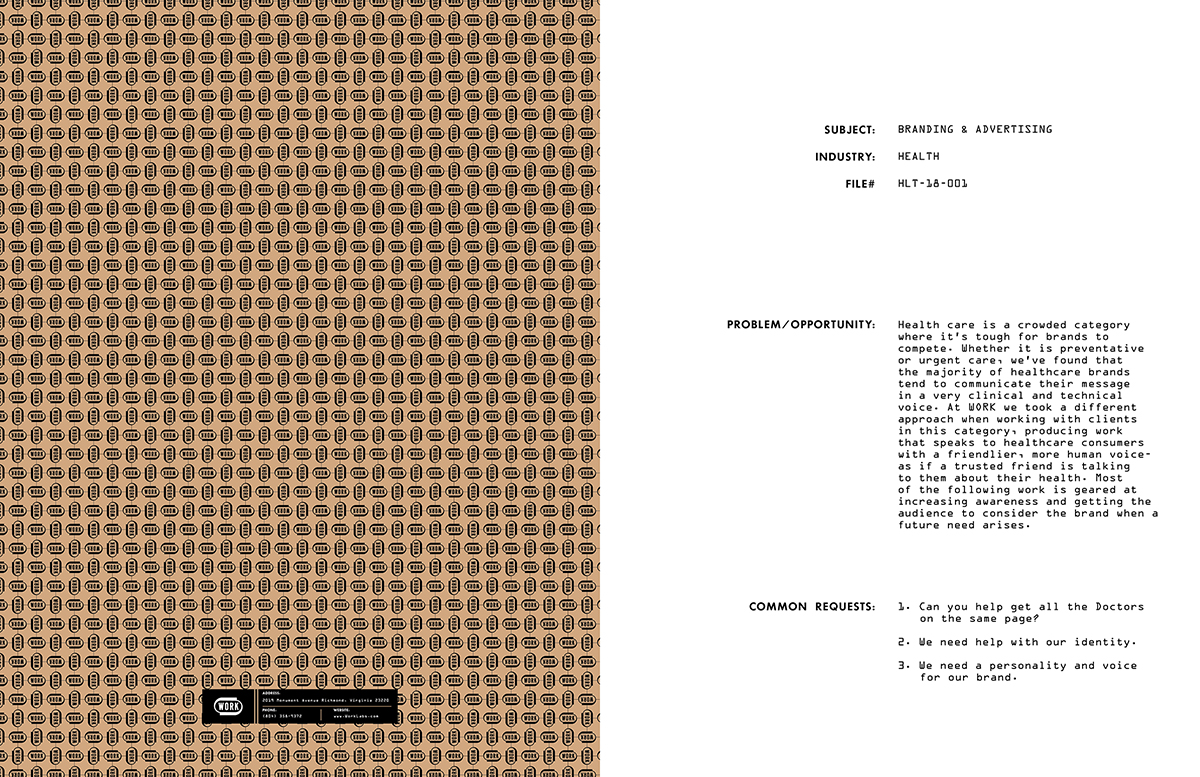 WORK
ADDRESS:
2019 Monument Avenue Richmond, Virginia 23220
PHONE:
WEBSITE:
(804) 358-9372
www.WorkLabs.com
SUBJECT: BRANDING & ADVERTISING
INDUSTRY: HEALTH
FILE# HLT-18-001
PROBLEM/OPPORTUNITY: Health care is a crowded category
where it's tough for brands to
compete. Whether it is preventative
or urgent care, we've found that
the majority of healthcare brands
tend to communicate their message
in a very clinical and technical
voice. At WORK we took a different
approach when working with clients
in this category, producing work
that speaks to healthcare consumers
with a friendlier, more human voice-
as if a trusted friend is talking
to them about their health. Most
of the following work is geared at
increasing awareness and getting the
audience to consider the brand when a
future need arises.
COMMON REQUESTS: 1. Can you help get all the Doctors
on the same page?
2. We need help with our identity.
3. We need a personality and voice
for our brand.